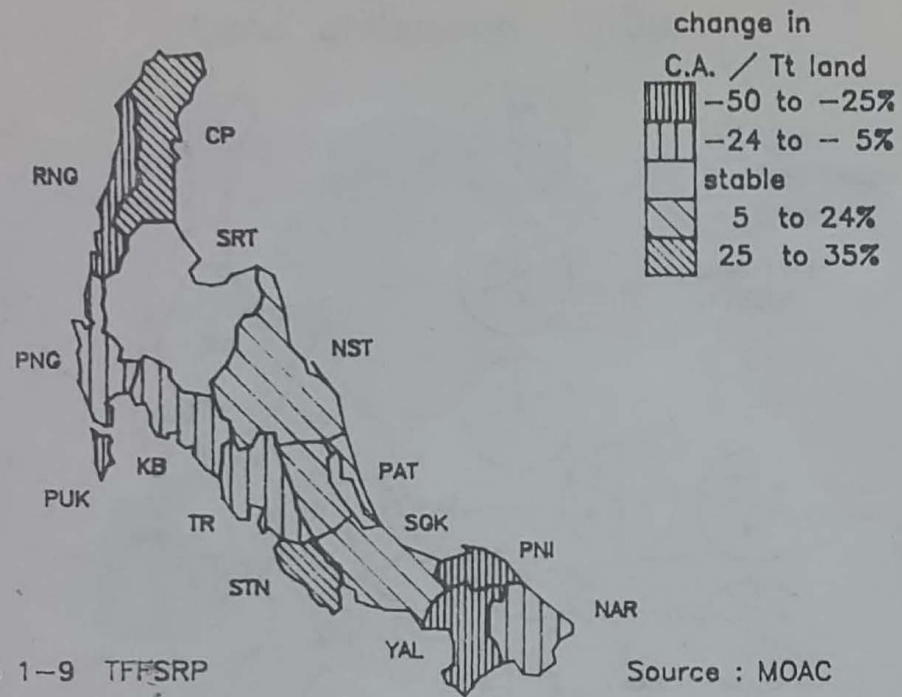 change in
C.A. / Tt land
-50 to -25%
-24 to - 5%
stable
5 to 24%
25 to 35%
CP
RNG
SRT
NST
PNG
KB
PUK
PAT
TR
SGK
PNI
STN
NAR
YAL
1-9 TFFSRP
Source : MOAC